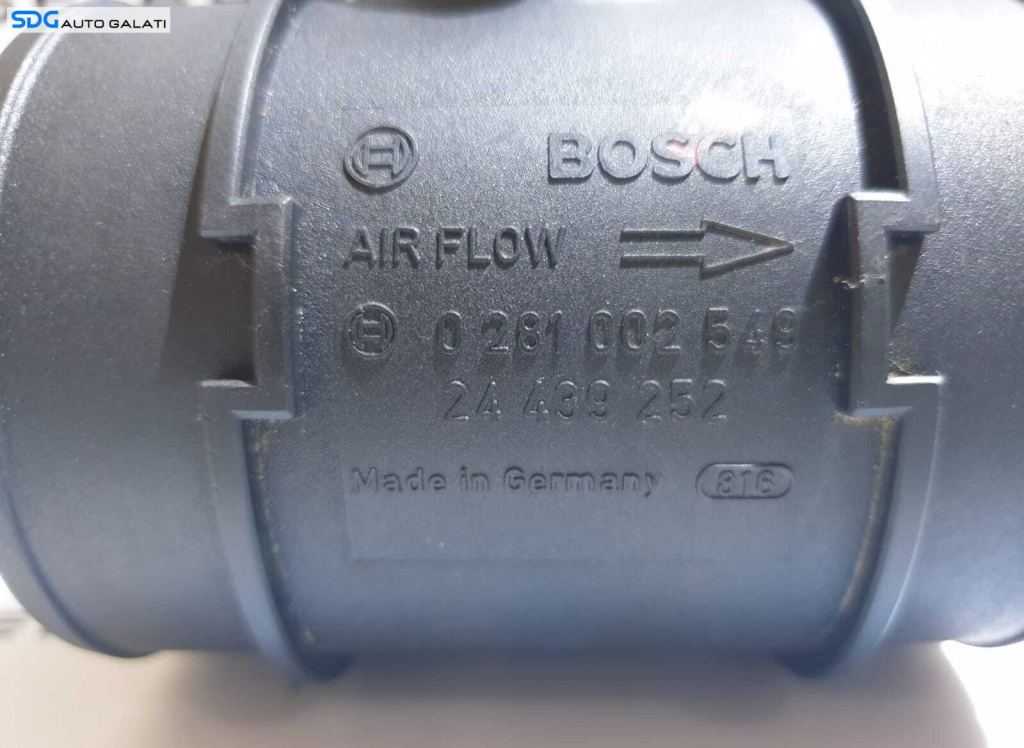 SDG AUTO GALATI
BOSCH
AIR FLOW
0 281 002 549
24 439 252
Made in Germany 816